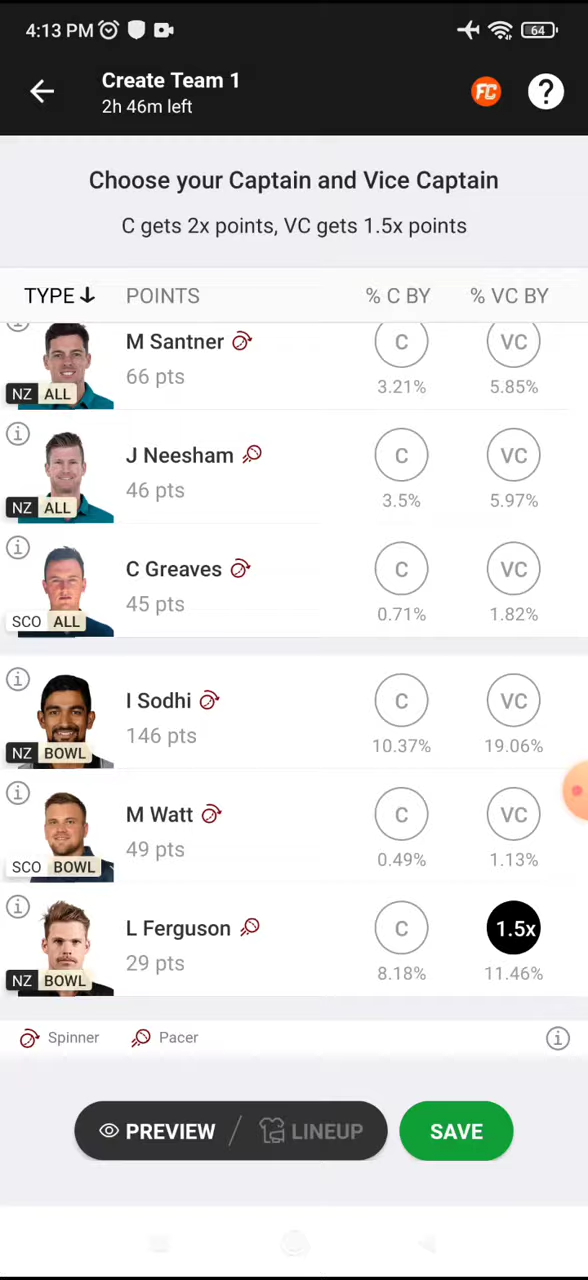 4:13 PM
64
Create Team 1
2h 46m left
FC
?
Choose your Captain and Vice Captain
C gets 2x points, VC gets 1.5x points
TYPE POINTS % C BY % VC BY
M Santner
C VC
66 pts
3.21% 5.85%
NZ ALL
J Neesham
C VC
46 pts
3.5% 5.97%
NZ ALL
C Greaves
C VC
45 pts
0.71% 1.82%
SCO ALL
I Sodhi
C VC
146 pts
10.37% 19.06%
NZ BOWL
M Watt
C VC
49 pts
0.49% 1.13%
SCO BOWL
L Ferguson
C 1.5x
29 pts
8.18% 11.46%
NZ BOWL
Spinner Pacer
PREVIEW / LINEUP SAVE